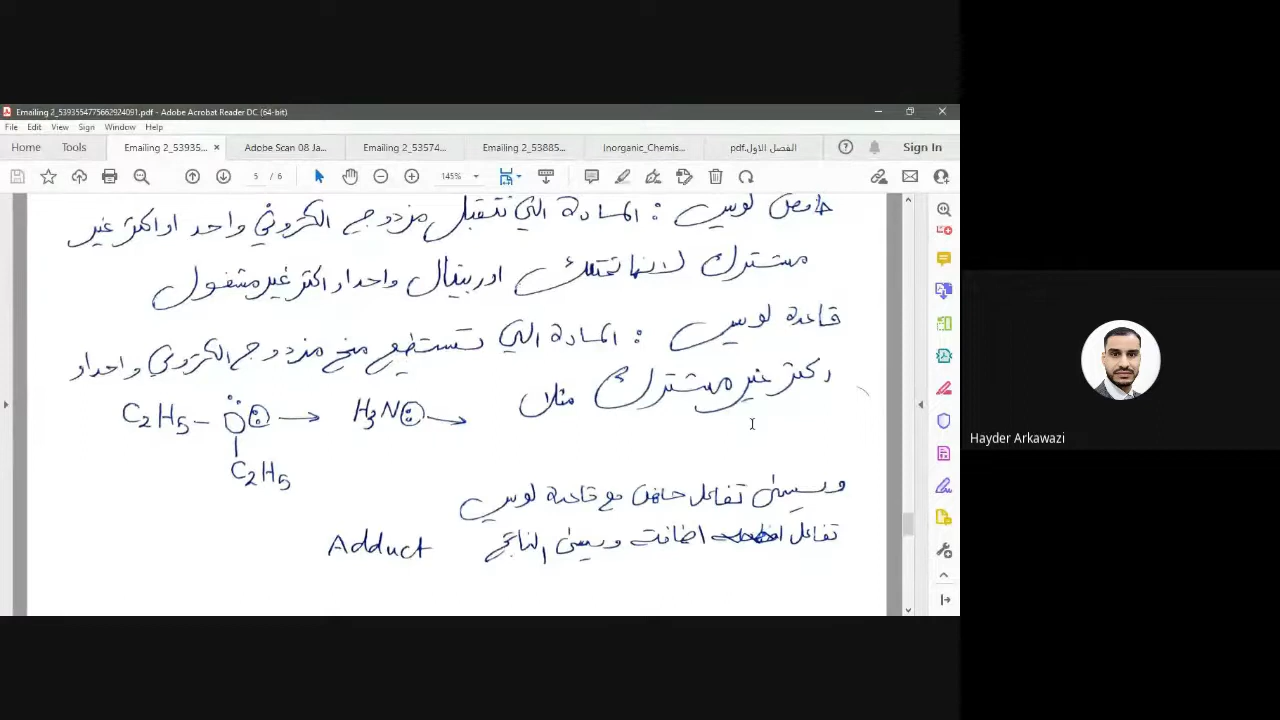 Emailing 2_5393554775662924091.pdf - Adobe Acrobat Reader DC (64-bit)
File Edit View Sign Window Help
Home Tools Emailing 2_53935... × Adobe Scan 08 Ja... Emailing 2_53574... Emailing 2_53885... Inorganic_Chemis... الفصل الاول.pdf Sign In
5 / 6 145%
حامض لويس : المادة التي تتقبل مزدوج الكتروني واحد او اكثر غير
مشترك لانها تمتلك اوربيتال واحد او اكثر غير مشغول
قاعدة لويس : المادة التي تستطيع منح مزدوج الكتروني واحد او
اكثر غير مشترك مثلا H3N: → C2H5 - O: →
C2H5
Hayder Arkawazi
ويسمى تفاعل حامض مع قاعدة لويس
تفاعل اضافة ويسمى الناتج Adduct